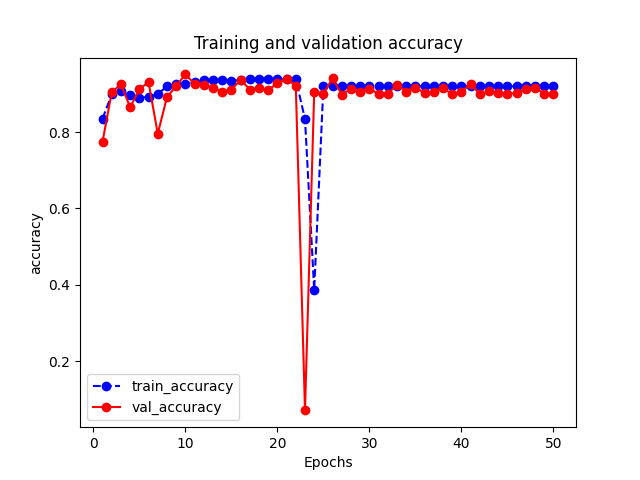 Training and validation accuracy
accuracy
0.8
0.6
0.4
0.2
train_accuracy
val_accuracy
0 10 20 30 40 50
Epochs